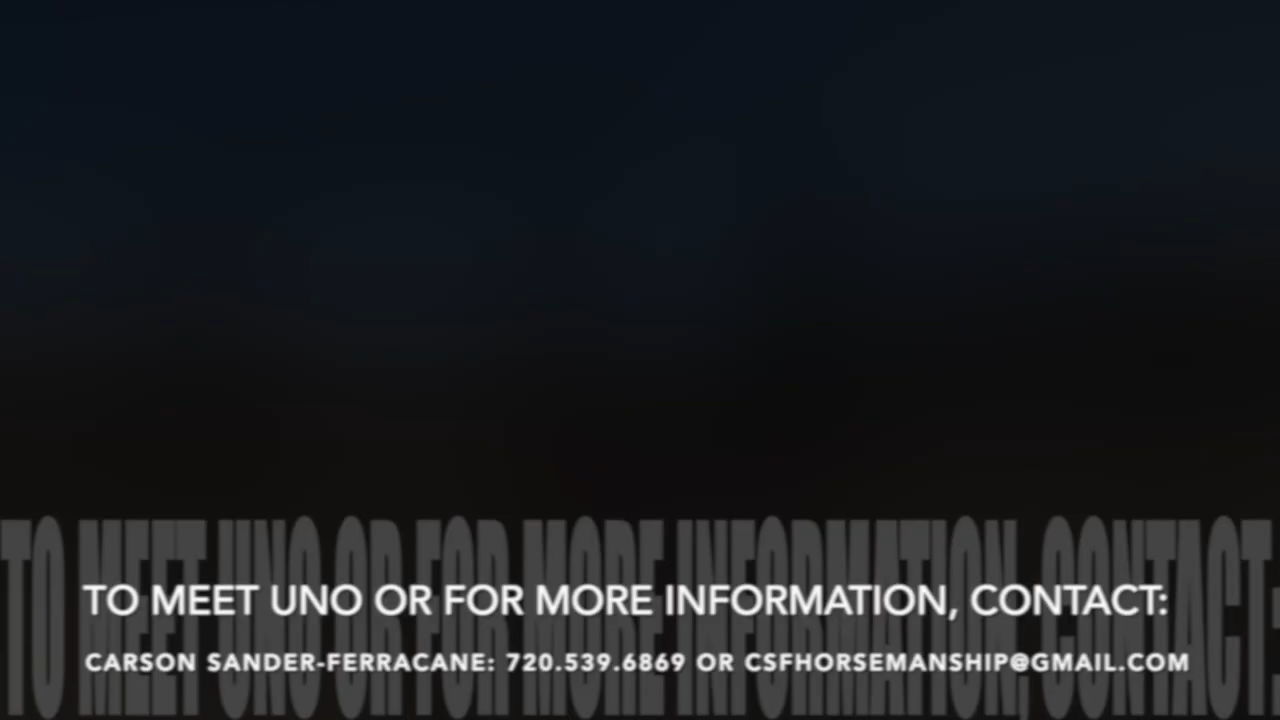 TO MEET UNO OR FOR MORE INFORMATION, CONTACT:
TO MEET UNO OR FOR MORE INFORMATION, CONTACT:
CARSON SANDER-FERRACANE: 720.539.6869 OR CSFHORSEMANSHIP@GMAIL.COM